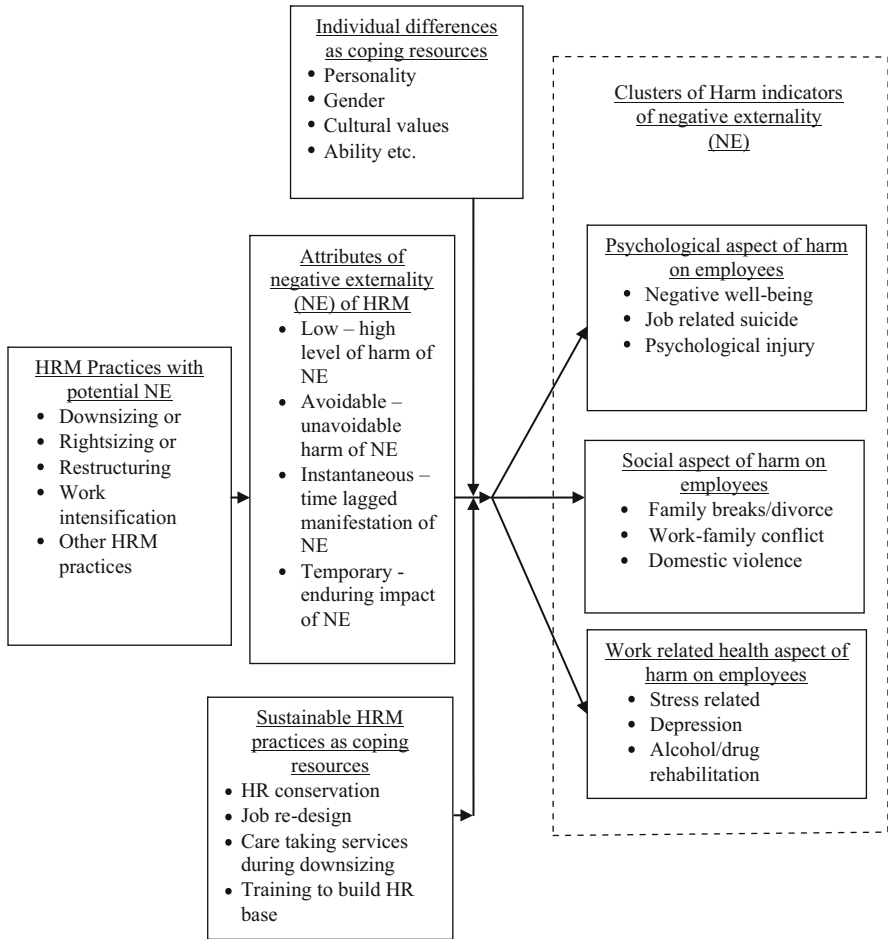 Individual differences
as coping resources
• Personality
• Gender
• Cultural values
• Ability etc.
Clusters of Harm indicators
of negative externality
(NE)
HRM Practices with
potential NE
• Downsizing or
• Rightsizing or
• Restructuring
• Work
intensification
• Other HRM
practices
Attributes of
negative externality
(NE) of HRM
• Low – high
level of harm of
NE
• Avoidable –
unavoidable
harm of NE
• Instantaneous –
time lagged
manifestation of
NE
• Temporary -
enduring impact
of NE
Psychological aspect of harm
on employees
• Negative well-being
• Job related suicide
• Psychological injury
Social aspect of harm on
employees
• Family breaks/divorce
• Work-family conflict
• Domestic violence
Work related health aspect of
harm on employees
• Stress related
• Depression
• Alcohol/drug
rehabilitation
Sustainable HRM
practices as coping
resources
• HR conservation
• Job re-design
• Care taking services
during downsizing
• Training to build HR
base